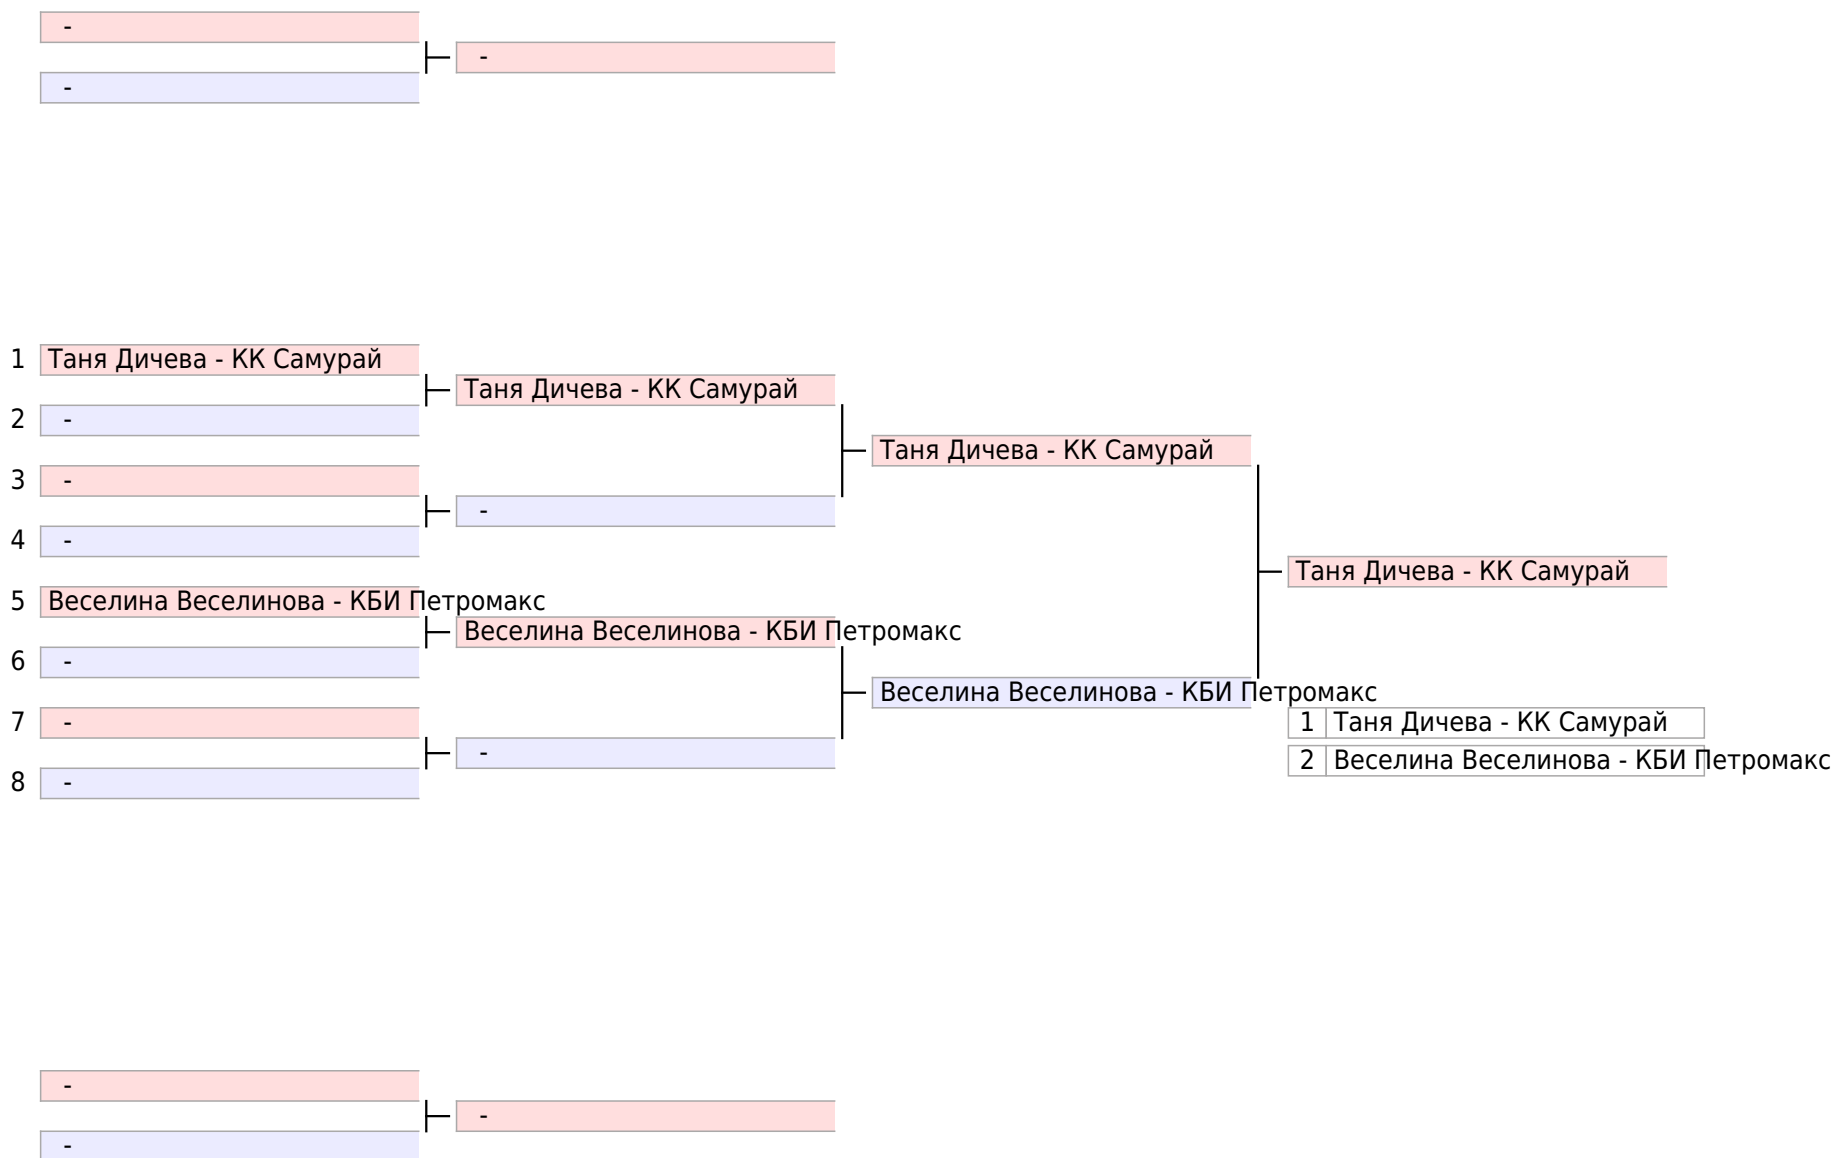 -
-
-
1 Таня Дичева - КК Самурай
Таня Дичева - КК Самурай
2 -
Таня Дичева - КК Самурай
3 -
-
4 -
Таня Дичева - КК Самурай
5 Веселина Веселинова - КБИ Петромакс
Веселина Веселинова - КБИ Петромакс
6 -
Веселина Веселинова - КБИ Петромакс
7 -
1 Таня Дичева - КК Самурай
-
2 Веселина Веселинова - КБИ Петромакс
8 -
-
-
-